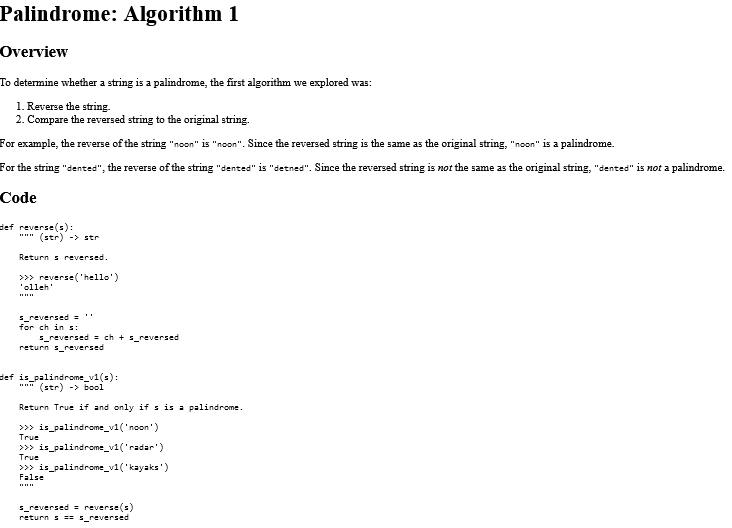 Palindrome: Algorithm 1
Overview
To determine whether a string is a palindrome, the first algorithm we explored was:
1. Reverse the string.
2. Compare the reversed string to the original string.
For example, the reverse of the string "noon" is "noon". Since the reversed string is the same as the original string, "noon" is a palindrome.
For the string "dented", the reverse of the string "dented" is "detned". Since the reversed string is not the same as the original string, "dented" is not a palindrome.
Code
def reverse(s):
    """ (str) -> str

    Return s reversed.

    >>> reverse('hello')
    'olleh'
    """

    s_reversed = ''
    for ch in s:
        s_reversed = ch + s_reversed
    return s_reversed

def is_palindrome_v1(s):
    """ (str) -> bool

    Return True if and only if s is a palindrome.

    >>> is_palindrome_v1('noon')
    True
    >>> is_palindrome_v1('radar')
    True
    >>> is_palindrome_v1('kayaks')
    False
    """

    s_reversed = reverse(s)
    return s == s_reversed